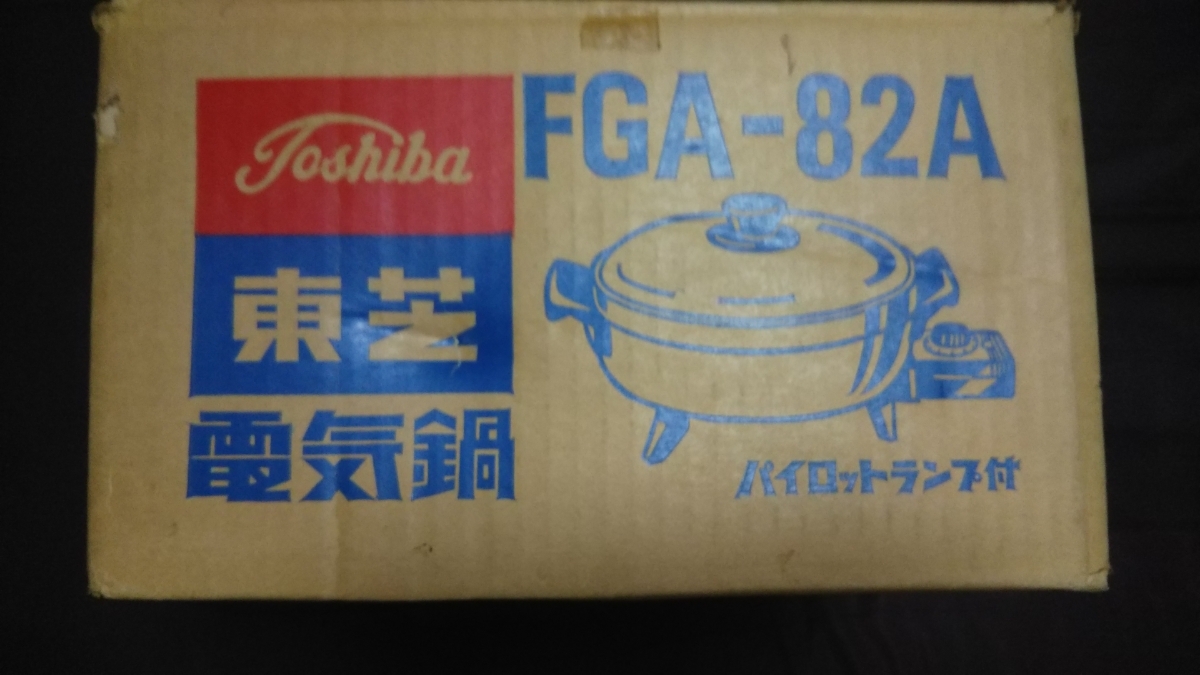 Toshiba
FGA-82A
東芝
電気鍋
パイロットランプ付